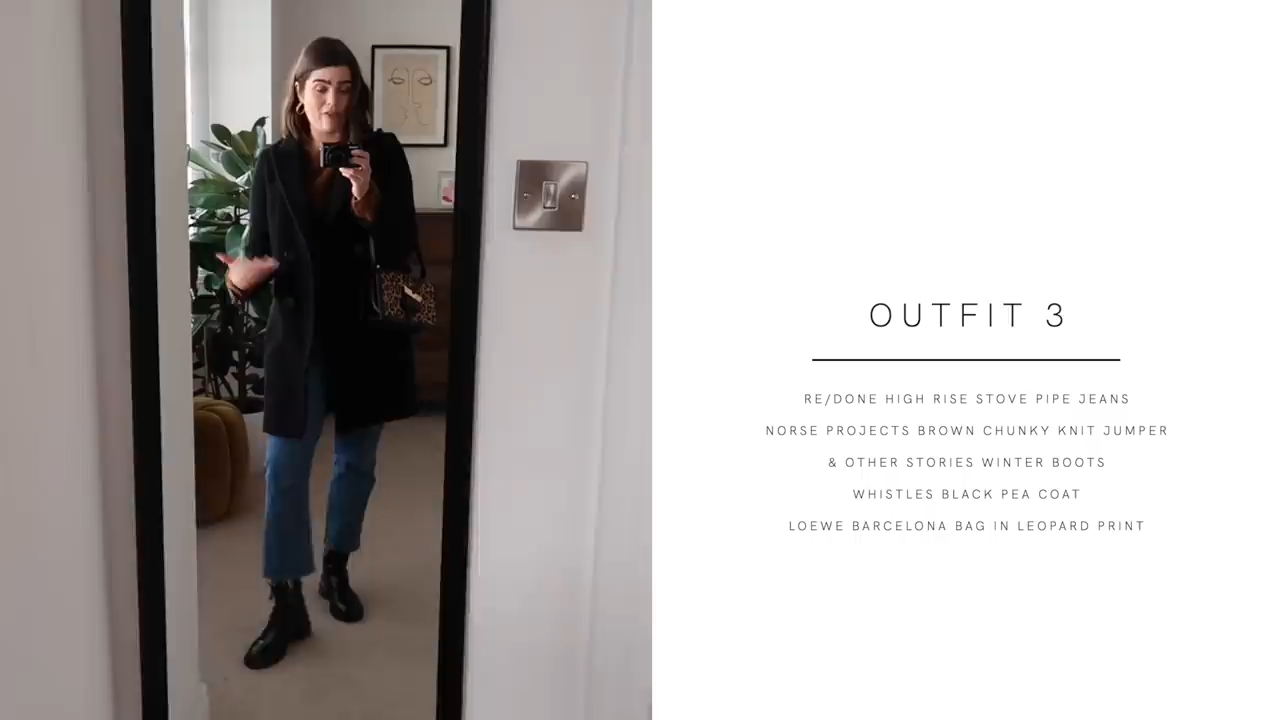 OUTFIT 3
RE/DONE HIGH RISE STOVE PIPE JEANS
NORSE PROJECTS BROWN CHUNKY KNIT JUMPER
& OTHER STORIES WINTER BOOTS
WHISTLES BLACK PEA COAT
LOEWE BARCELONA BAG IN LEOPARD PRINT